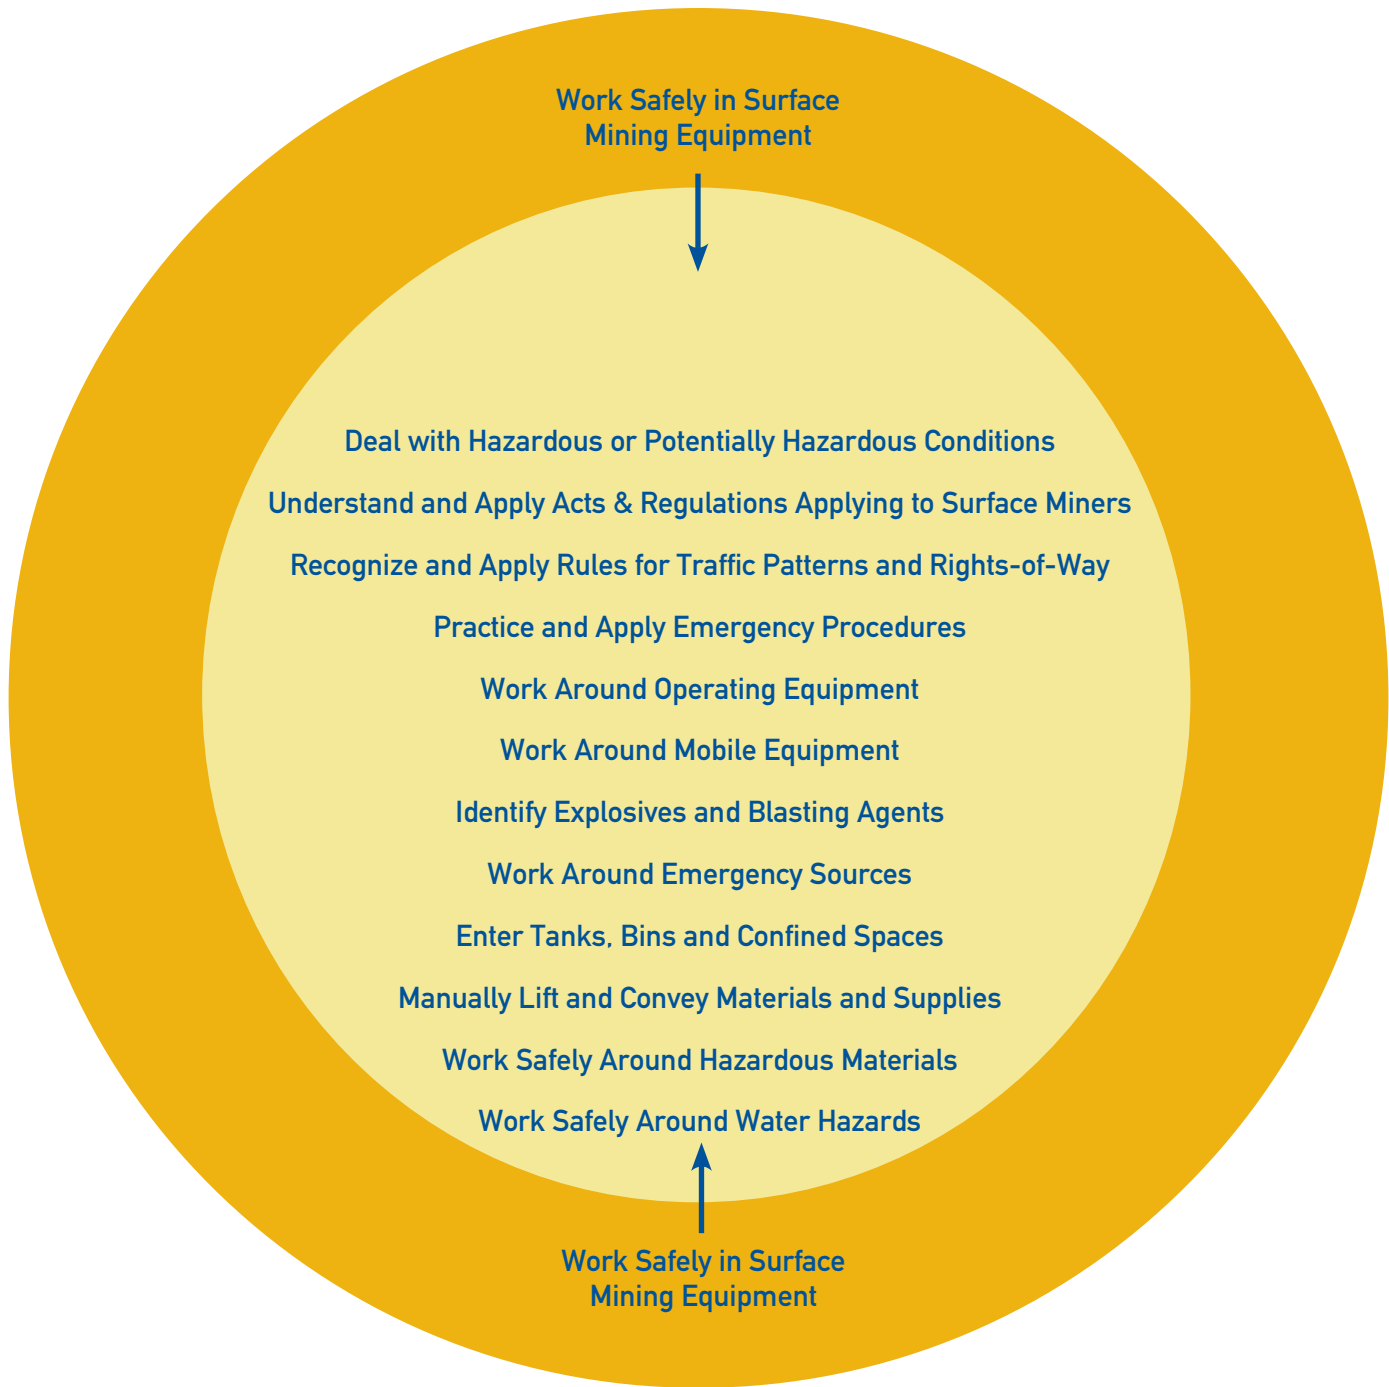 Work Safely in Surface
Mining Equipment
Deal with Hazardous or Potentially Hazardous Conditions
Understand and Apply Acts & Regulations Applying to Surface Miners
Recognize and Apply Rules for Traffic Patterns and Rights-of-Way
Practice and Apply Emergency Procedures
Work Around Operating Equipment
Work Around Mobile Equipment
Identify Explosives and Blasting Agents
Work Around Emergency Sources
Enter Tanks, Bins and Confined Spaces
Manually Lift and Convey Materials and Supplies
Work Safely Around Hazardous Materials
Work Safely Around Water Hazards
Work Safely in Surface
Mining Equipment